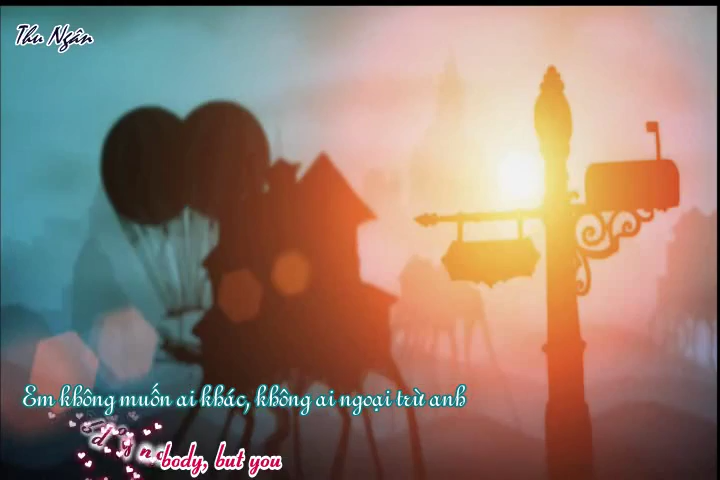 Thu Ngân
Em không muốn ai khác, không ai ngoại trừ anh
body, but you